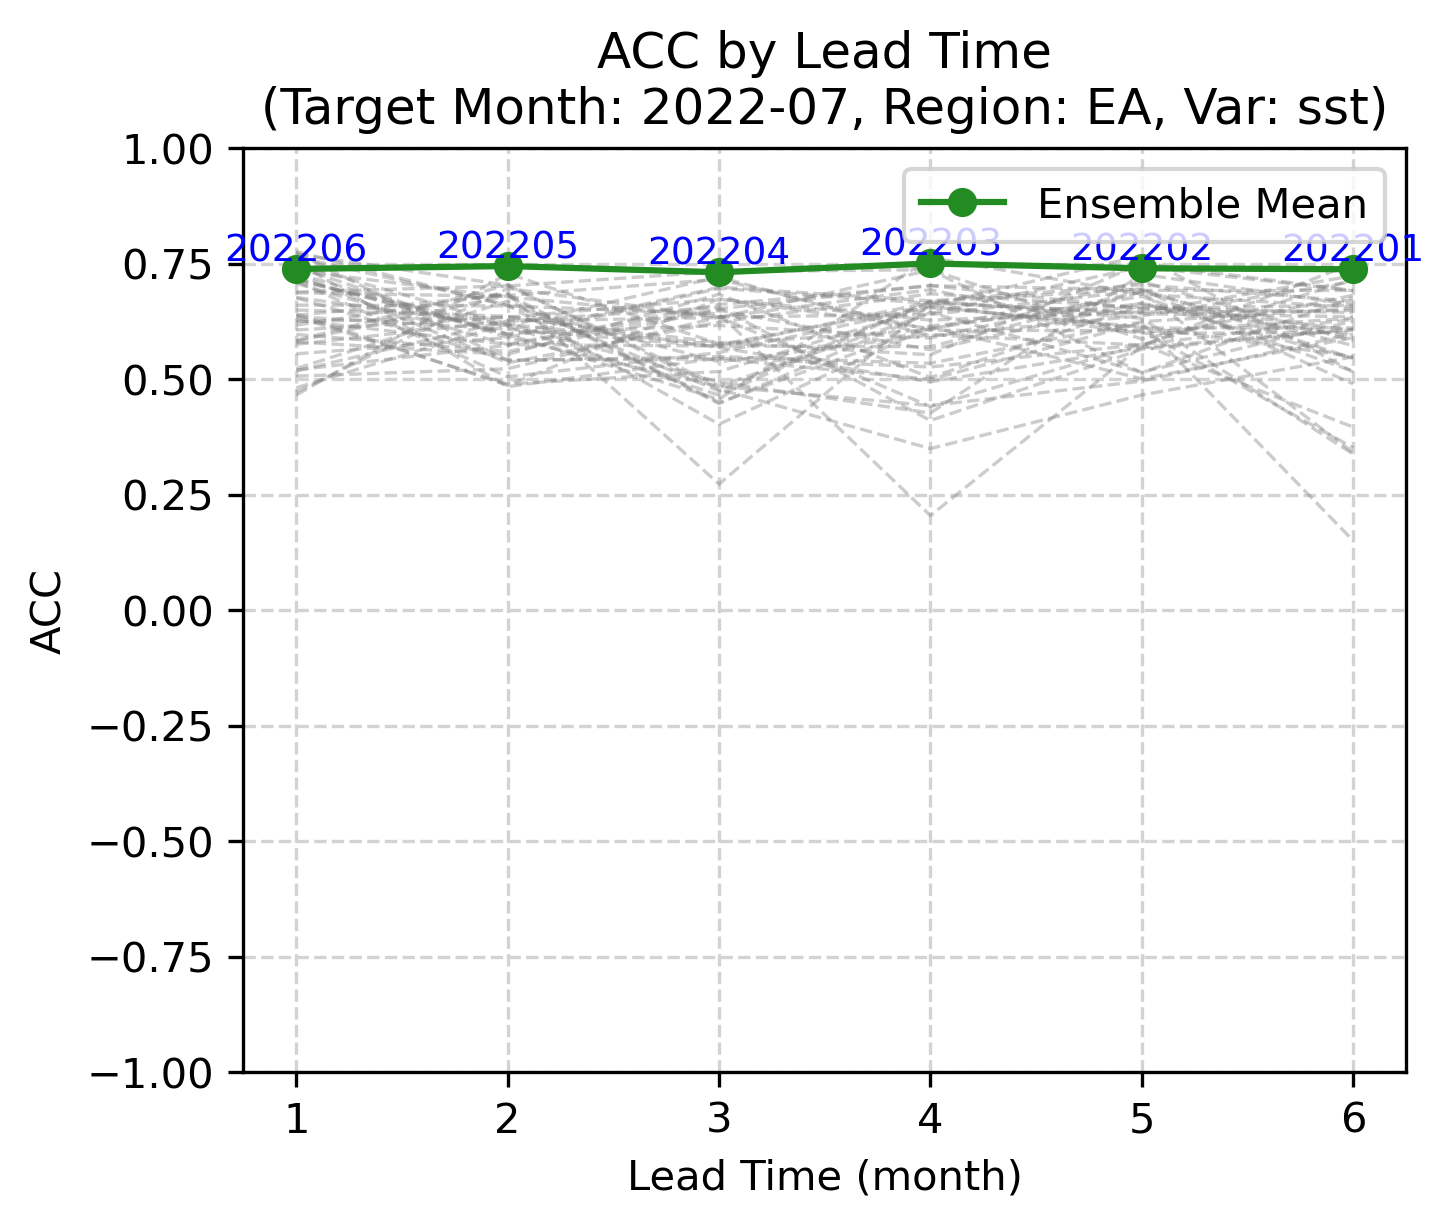 ACC by Lead Time
(Target Month: 2022-07, Region: EA, Var: sst)
1.00
0.75
0.50
0.25
0.00
−0.25
−0.50
−0.75
−1.00
ACC
Ensemble Mean
202206
202205
202204
202203
202202
202201
1 2 3 4 5 6
Lead Time (month)